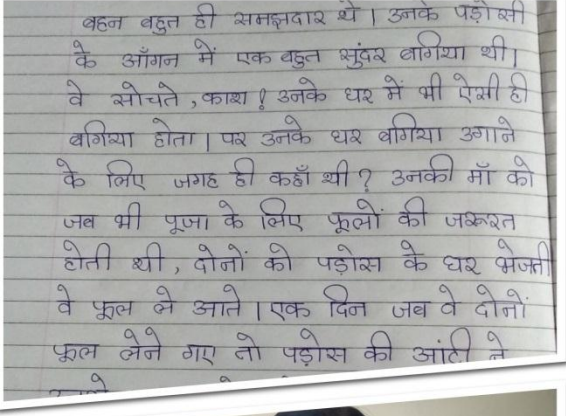 बहन बहुत ही समझदार थे। उनके पड़ोसी
के आँगन में एक बहुत सुंदर बगिया थी।
वे सोचते, काश! उनके घर में भी ऐसी ही
बगिया होता। पर उनके घर बगिया उगाने
के लिए जगह ही कहाँ थी? उनकी माँ को
जब भी पूजा के लिए फूलों की जरूरत
होती थी, दोनों को पड़ोस के घर भेजती
वे फूल ले आते। एक दिन जब वे दोनों
फूल लेने गए तो पड़ोस की आंटी ने